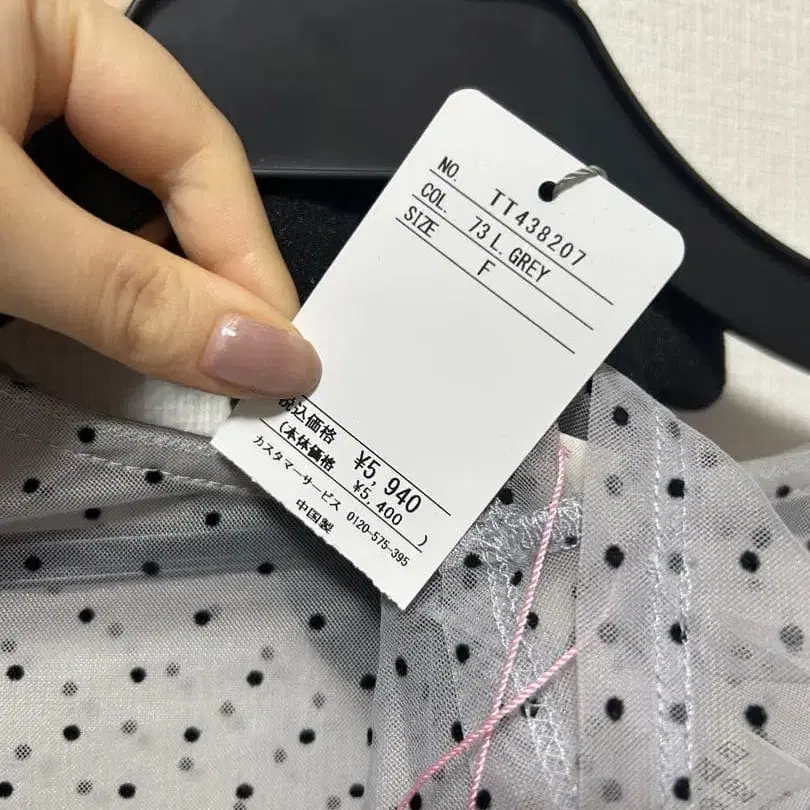 NO. TT438207
COL. 73 L. GREY
SIZE F
税込価格 ¥5,940
(本体価格 ¥5,400 )
カスタマーサービス 0120-575-395
中国製